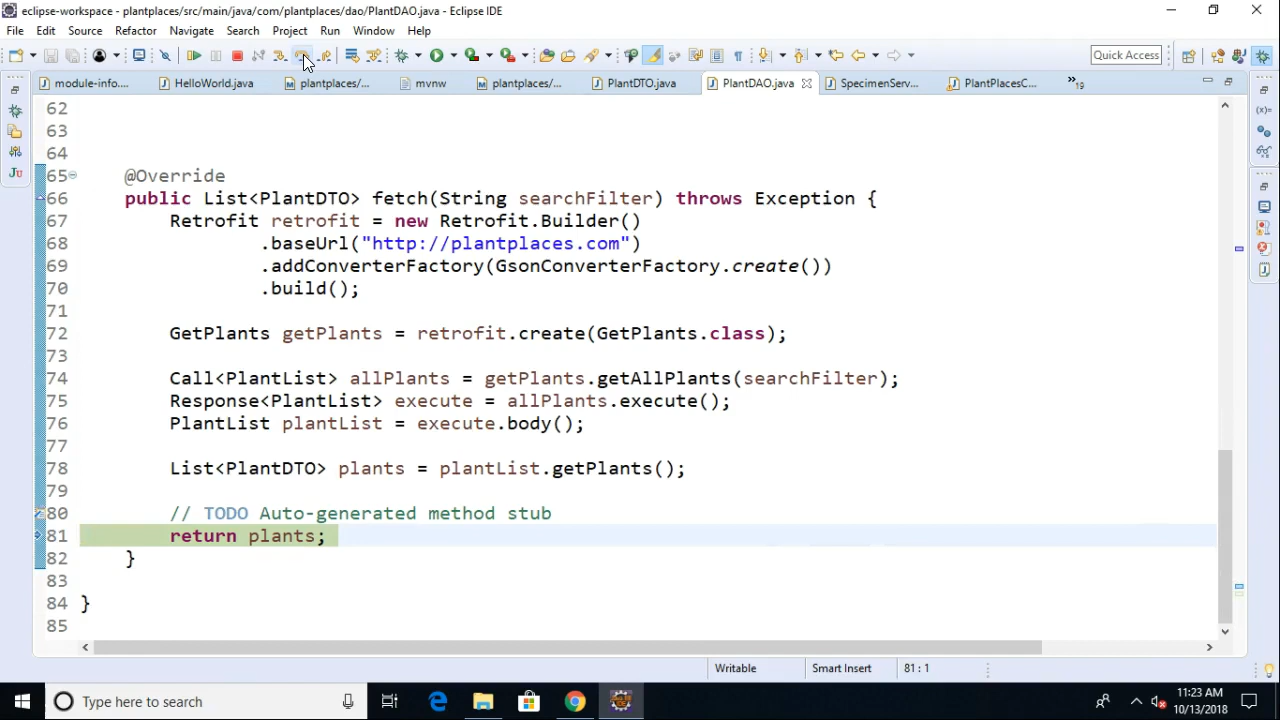 eclipse-workspace - plantplaces/src/main/java/com/plantplaces/dao/PlantDAO.java - Eclipse IDE
File Edit Source Refactor Navigate Search Project Run Window Help
Quick Access
module-info.... HelloWorld.java plantplaces/... mvnw plantplaces/... PlantDTO.java PlantDAO.java SpecimenServ... PlantPlacesC... »19
62
63
64
65 @Override
66 public List<PlantDTO> fetch(String searchFilter) throws Exception {
67 Retrofit retrofit = new Retrofit.Builder()
68 .baseUrl("http://plantplaces.com")
69 .addConverterFactory(GsonConverterFactory.create())
70 .build();
71
72 GetPlants getPlants = retrofit.create(GetPlants.class);
73
74 Call<PlantList> allPlants = getPlants.getAllPlants(searchFilter);
75 Response<PlantList> execute = allPlants.execute();
76 PlantList plantList = execute.body();
77
78 List<PlantDTO> plants = plantList.getPlants();
79
80 // TODO Auto-generated method stub
81 return plants;
82 }
83
84 }
85
Writable Smart Insert 81 : 1
Type here to search
11:23 AM
10/13/2018